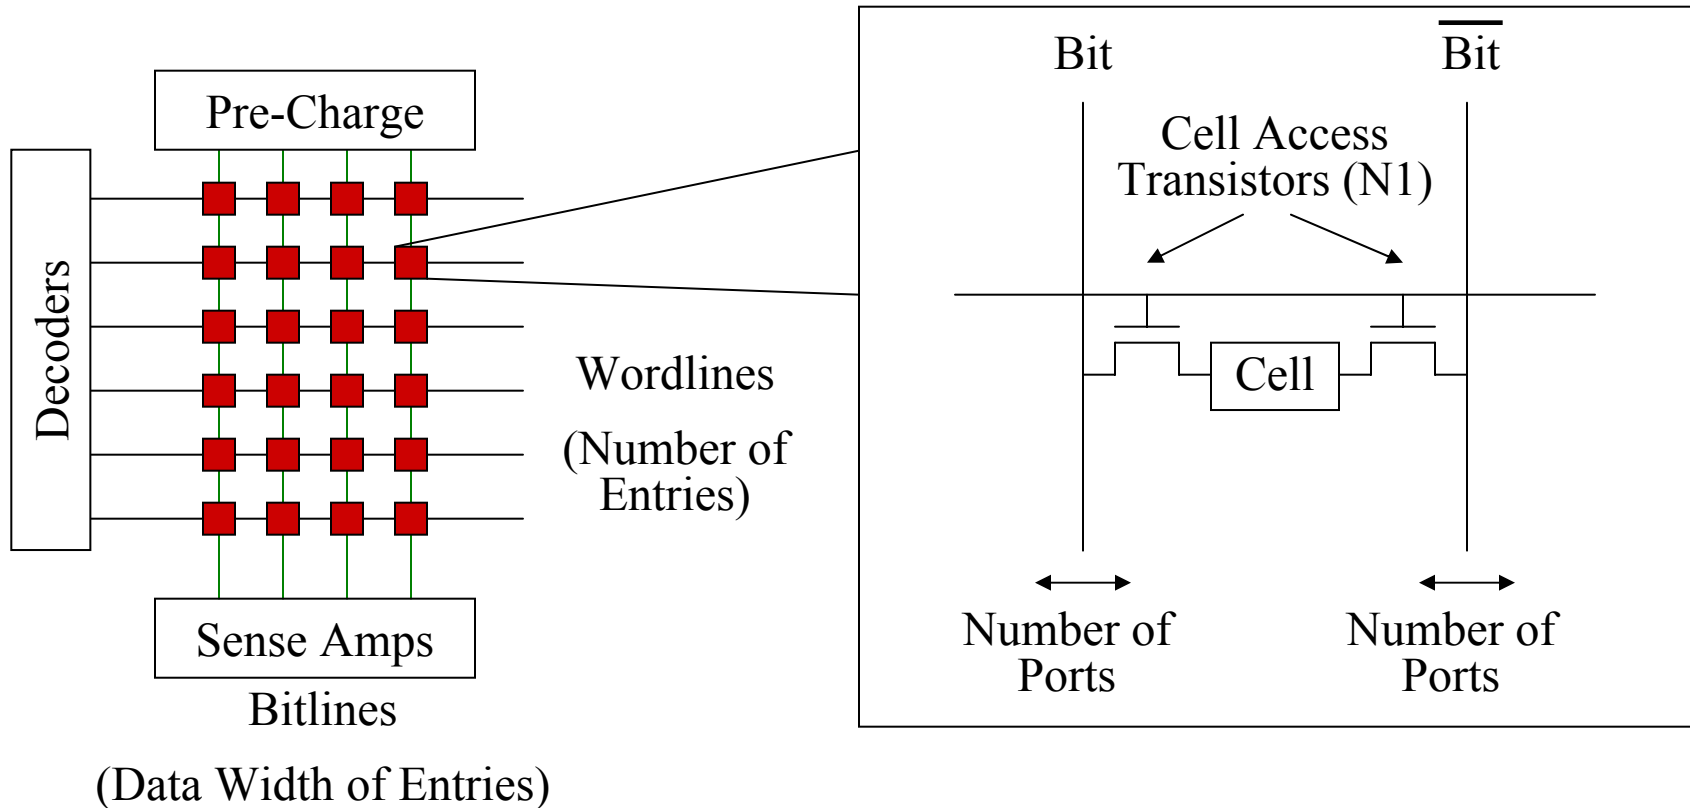 Pre-Charge
Decoders
Wordlines
(Number of
Entries)
Sense Amps
Bitlines
(Data Width of Entries)
Bit
B̅i̅t̅
Cell Access
Transistors (N1)
Cell
Number of
Ports
Number of
Ports